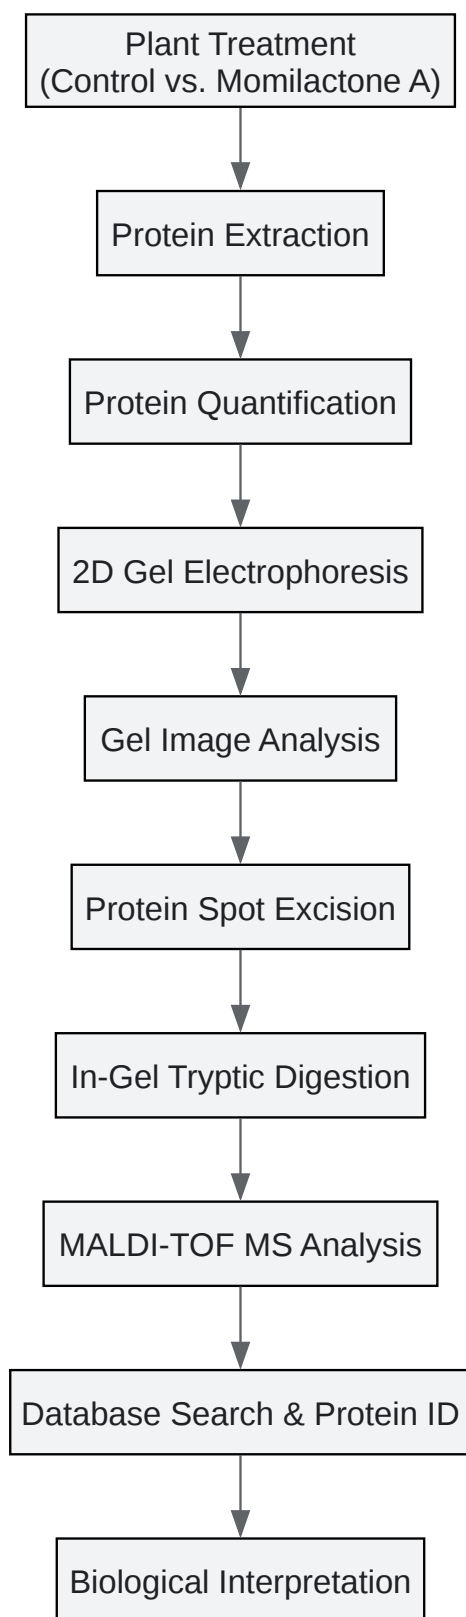 Plant Treatment
(Control vs. Momilactone A)
Protein Extraction
Protein Quantification
2D Gel Electrophoresis
Gel Image Analysis
Protein Spot Excision
In-Gel Tryptic Digestion
MALDI-TOF MS Analysis
Database Search & Protein ID
Biological Interpretation